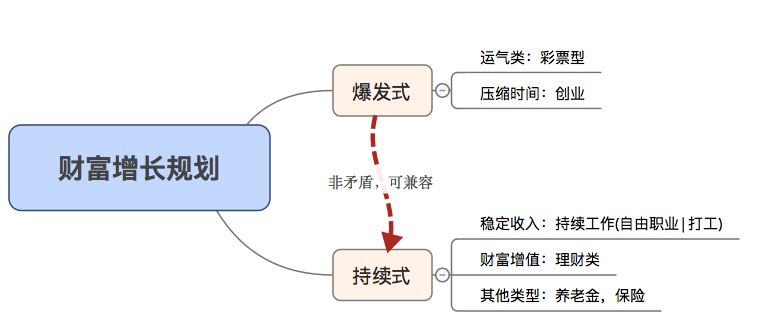 财富增长规划
爆发式
运气类：彩票型
压缩时间：创业
非矛盾，可兼容
持续式
稳定收入：持续工作(自由职业|打工)
财富增值：理财类
其他类型：养老金，保险